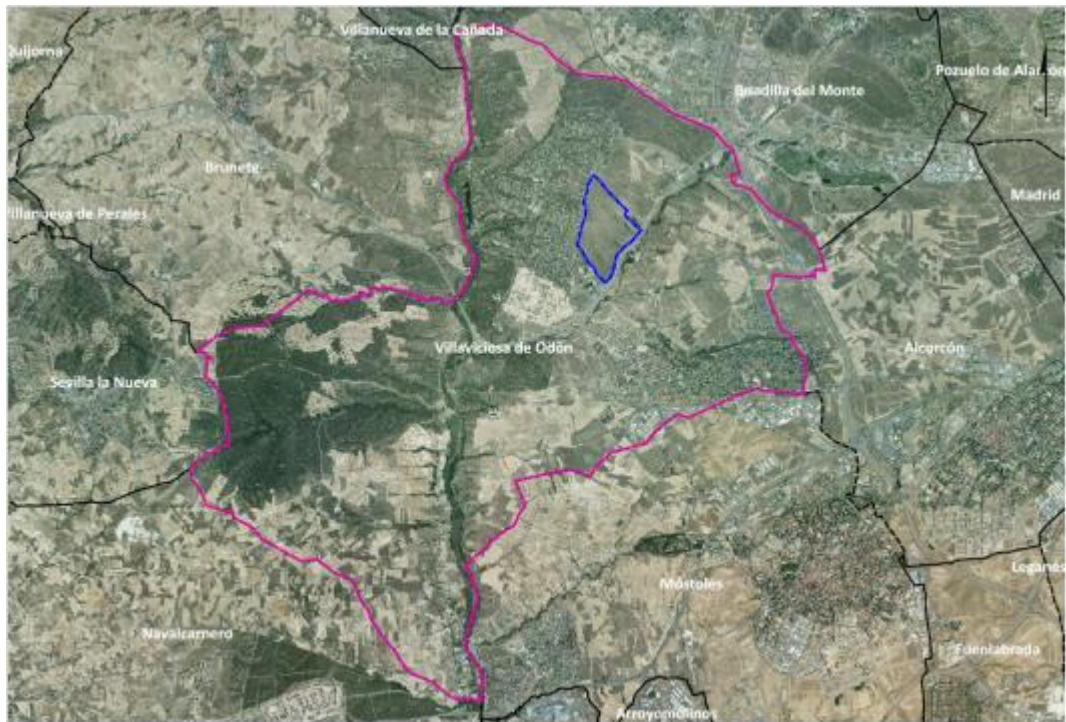 Villanueva de la Cañada
Quijorna
Pozuelo de Alarcón
Boadilla del Monte
Brunete
Madrid
Villanueva de Perales
Villaviciosa de Odón
Alcorcón
Sevilla la Nueva
Leganés
Móstoles
Navalcarnero
Fuenlabrada
Arroyomolinos